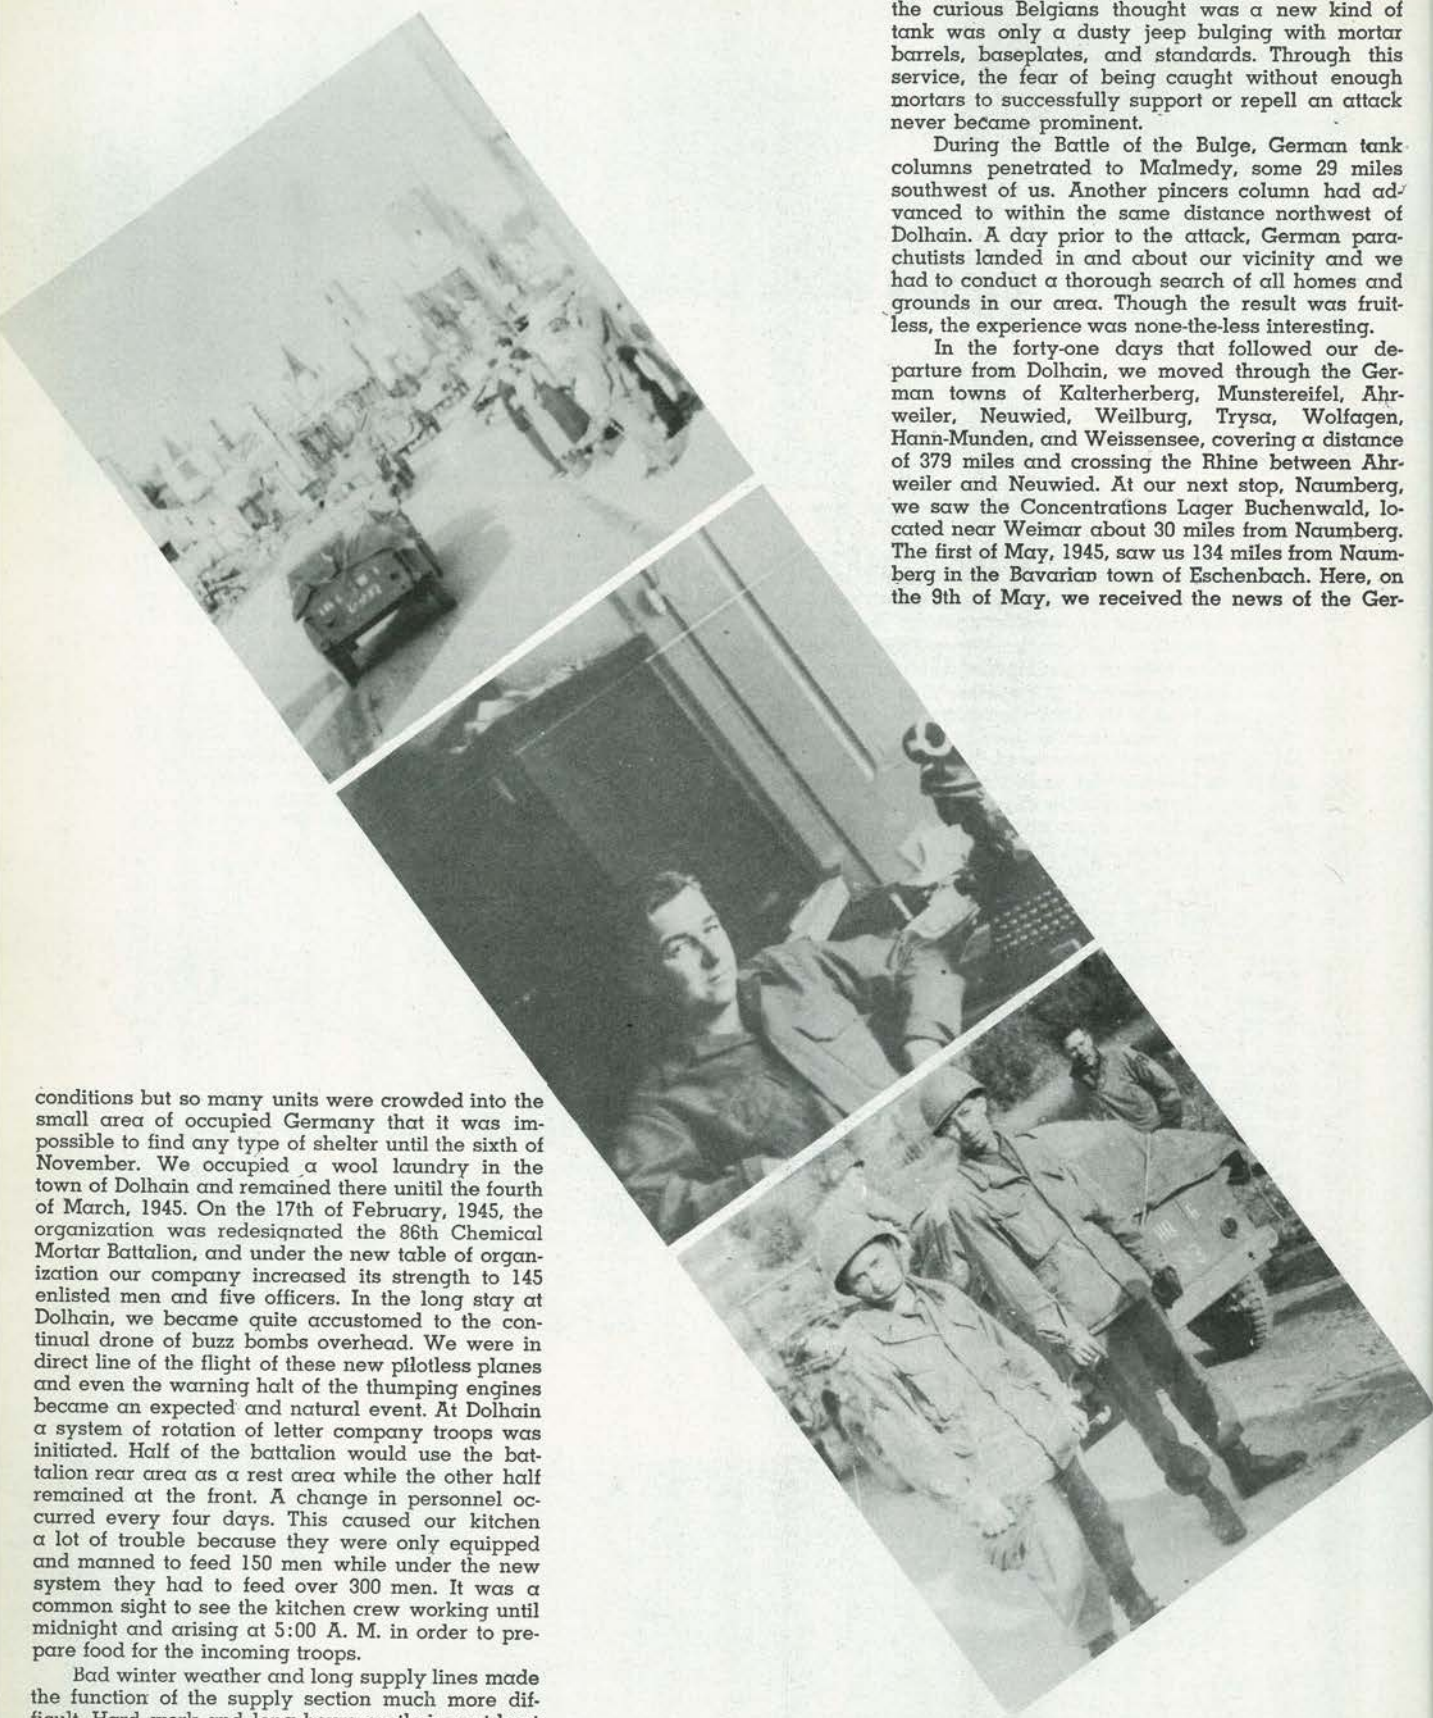 conditions but so many units were crowded into the
small area of occupied Germany that it was im-
possible to find any type of shelter until the sixth of
November. We occupied a wool laundry in the
town of Dolhain and remained there unitil the fourth
of March, 1945. On the 17th of February, 1945, the
organization was redesignated the 86th Chemical
Mortar Battalion, and under the new table of organ-
ization our company increased its strength to 145
enlisted men and five officers. In the long stay at
Dolhain, we became quite accustomed to the con-
tinual drone of buzz bombs overhead. We were in
direct line of the flight of these new pilotless planes
and even the warning halt of the thumping engines
became an expected and natural event. At Dolhain
a system of rotation of letter company troops was
initiated. Half of the battalion would use the bat-
talion rear area as a rest area while the other half
remained at the front. A change in personnel oc-
curred every four days. This caused our kitchen
a lot of trouble because they were only equipped
and manned to feed 150 men while under the new
system they had to feed over 300 men. It was a
common sight to see the kitchen crew working until
midnight and arising at 5:00 A. M. in order to pre-
pare food for the incoming troops.
Bad winter weather and long supply lines made
the function of the supply section much more dif-
the curious Belgians thought was a new kind of
tank was only a dusty jeep bulging with mortar
barrels, baseplates, and standards. Through this
service, the fear of being caught without enough
mortars to successfully support or repell an attack
never became prominent.
During the Battle of the Bulge, German tank
columns penetrated to Malmedy, some 29 miles
southwest of us. Another pincers column had ad-
vanced to within the same distance northwest of
Dolhain. A day prior to the attack, German para-
chutists landed in and about our vicinity and we
had to conduct a thorough search of all homes and
grounds in our area. Though the result was fruit-
less, the experience was none-the-less interesting.
In the forty-one days that followed our de-
parture from Dolhain, we moved through the Ger-
man towns of Kalterherberg, Munstereifel, Ahr-
weiler, Neuwied, Weilburg, Trysa, Wolfagen,
Hann-Munden, and Weissensee, covering a distance
of 379 miles and crossing the Rhine between Ahr-
weiler and Neuwied. At our next stop, Naumberg,
we saw the Concentrations Lager Buchenwald, lo-
cated near Weimar about 30 miles from Naumberg.
The first of May, 1945, saw us 134 miles from Naum-
berg in the Bavarian town of Eschenbach. Here, on
the 9th of May, we received the news of the Ger-